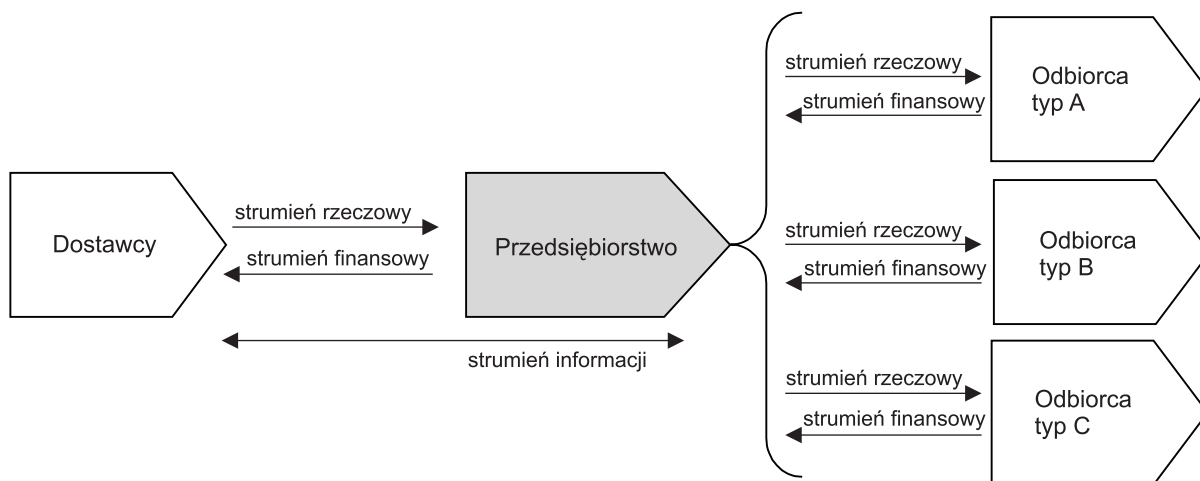 Dostawcy
strumień rzeczowy
strumień finansowy
Przedsiębiorstwo
strumień informacji
strumień rzeczowy
strumień finansowy
Odbiorca
typ A
strumień rzeczowy
strumień finansowy
Odbiorca
typ B
strumień rzeczowy
strumień finansowy
Odbiorca
typ C